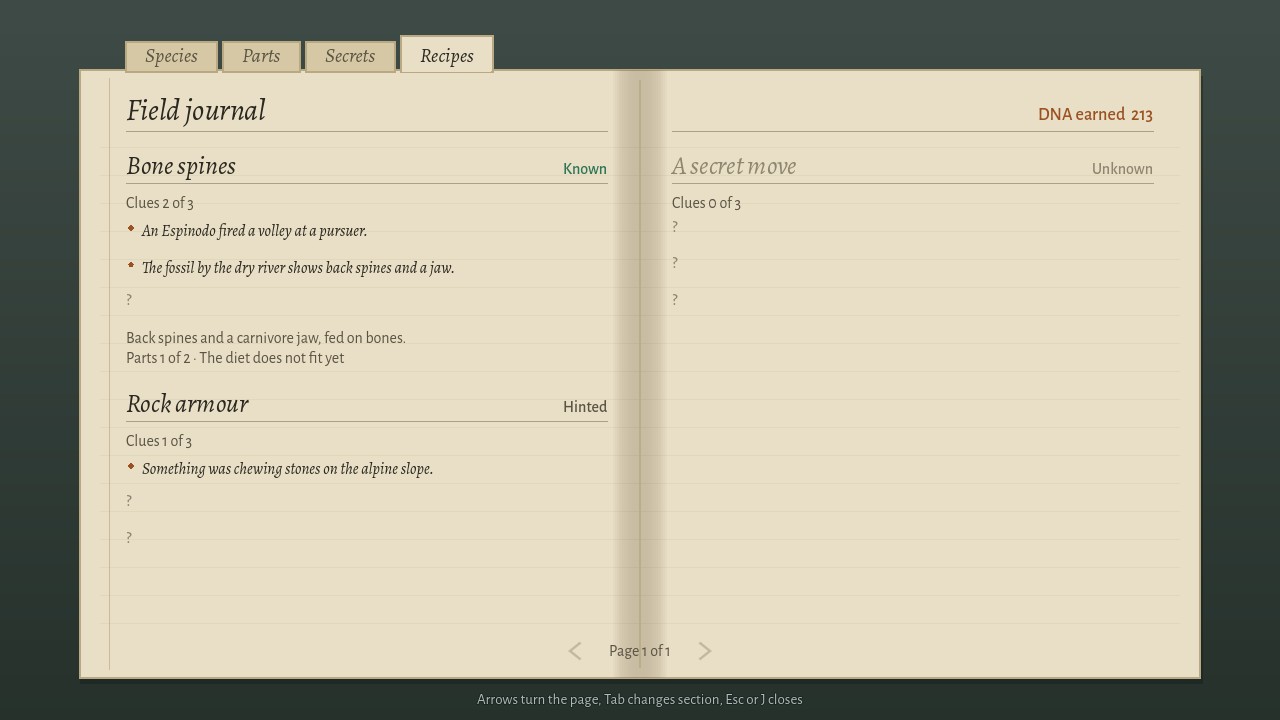 Species
Parts
Secrets
Recipes
Field journal
DNA earned 213
Bone spines
Known
Clues 2 of 3
An Espinodo fired a volley at a pursuer.
The fossil by the dry river shows back spines and a jaw.
?
Back spines and a carnivore jaw, fed on bones.
Parts 1 of 2 · The diet does not fit yet
Rock armour
Hinted
Clues 1 of 3
Something was chewing stones on the alpine slope.
?
?
A secret move
Unknown
Clues 0 of 3
?
?
?
Page 1 of 1
Arrows turn the page, Tab changes section, Esc or J closes